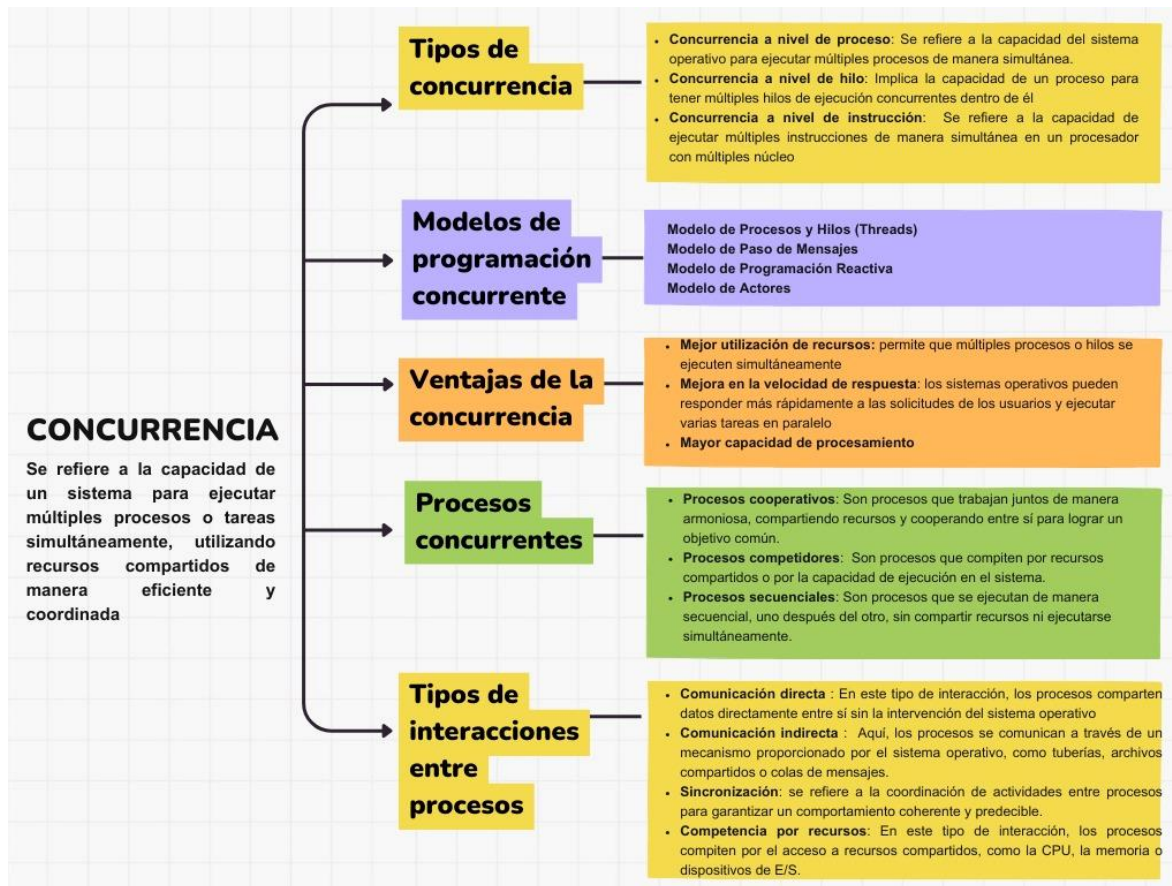 CONCURRENCIA
Se refiere a la capacidad de
un sistema para ejecutar
múltiples procesos o tareas
simultáneamente, utilizando
recursos compartidos de
manera eficiente y
coordinada
Tipos de
concurrencia
• Concurrencia a nivel de proceso: Se refiere a la capacidad del sistema
operativo para ejecutar múltiples procesos de manera simultánea.
• Concurrencia a nivel de hilo: Implica la capacidad de un proceso para
tener múltiples hilos de ejecución concurrentes dentro de él
• Concurrencia a nivel de instrucción: Se refiere a la capacidad de
ejecutar múltiples instrucciones de manera simultánea en un procesador
con múltiples núcleo
Modelos de
programación
concurrente
Modelo de Procesos y Hilos (Threads)
Modelo de Paso de Mensajes
Modelo de Programación Reactiva
Modelo de Actores
Ventajas de la
concurrencia
• Mejor utilización de recursos: permite que múltiples procesos o hilos se
ejecuten simultáneamente
• Mejora en la velocidad de respuesta: los sistemas operativos pueden
responder más rápidamente a las solicitudes de los usuarios y ejecutar
varias tareas en paralelo
• Mayor capacidad de procesamiento
Procesos
concurrentes
• Procesos cooperativos: Son procesos que trabajan juntos de manera
armoniosa, compartiendo recursos y cooperando entre sí para lograr un
objetivo común.
• Procesos competidores: Son procesos que compiten por recursos
compartidos o por la capacidad de ejecución en el sistema.
• Procesos secuenciales: Son procesos que se ejecutan de manera
secuencial, uno después del otro, sin compartir recursos ni ejecutarse
simultáneamente.
Tipos de
interacciones
entre
procesos
• Comunicación directa : En este tipo de interacción, los procesos comparten
datos directamente entre sí sin la intervención del sistema operativo
• Comunicación indirecta : Aquí, los procesos se comunican a través de un
mecanismo proporcionado por el sistema operativo, como tuberías, archivos
compartidos o colas de mensajes.
• Sincronización: se refiere a la coordinación de actividades entre procesos
para garantizar un comportamiento coherente y predecible.
• Competencia por recursos: En este tipo de interacción, los procesos
compiten por el acceso a recursos compartidos, como la CPU, la memoria o
dispositivos de E/S.